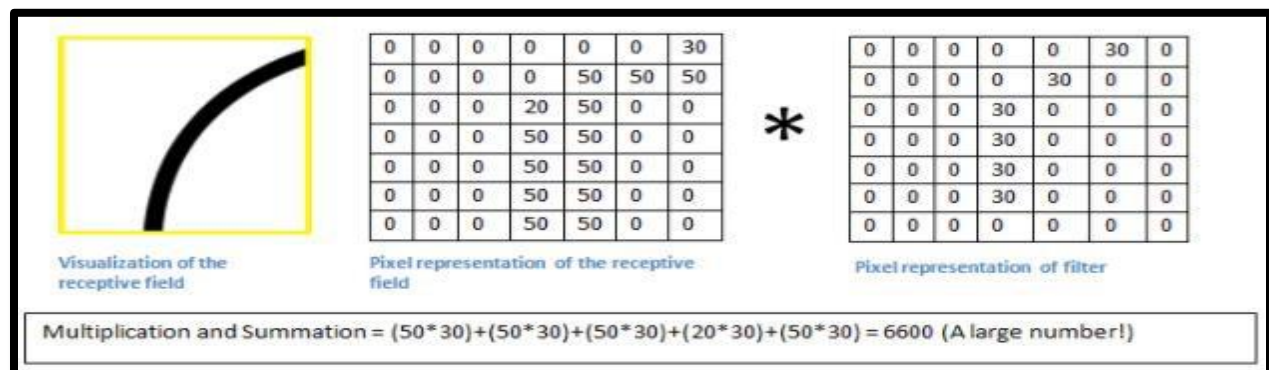 0 0 0 0 0 0 30
0 0 0 0 50 50 50
0 0 0 20 50 0 0
0 0 0 50 50 0 0
0 0 0 50 50 0 0
0 0 0 50 50 0 0
0 0 0 50 50 0 0
*
0 0 0 0 0 30 0
0 0 0 0 30 0 0
0 0 0 30 0 0 0
0 0 0 30 0 0 0
0 0 0 30 0 0 0
0 0 0 30 0 0 0
0 0 0 0 0 0 0
Visualization of the
receptive field
Pixel representation of the receptive
field
Pixel representation of filter
Multiplication and Summation = (50*30)+(50*30)+(50*30)+(20*30)+(50*30) = 6600 (A large number!)